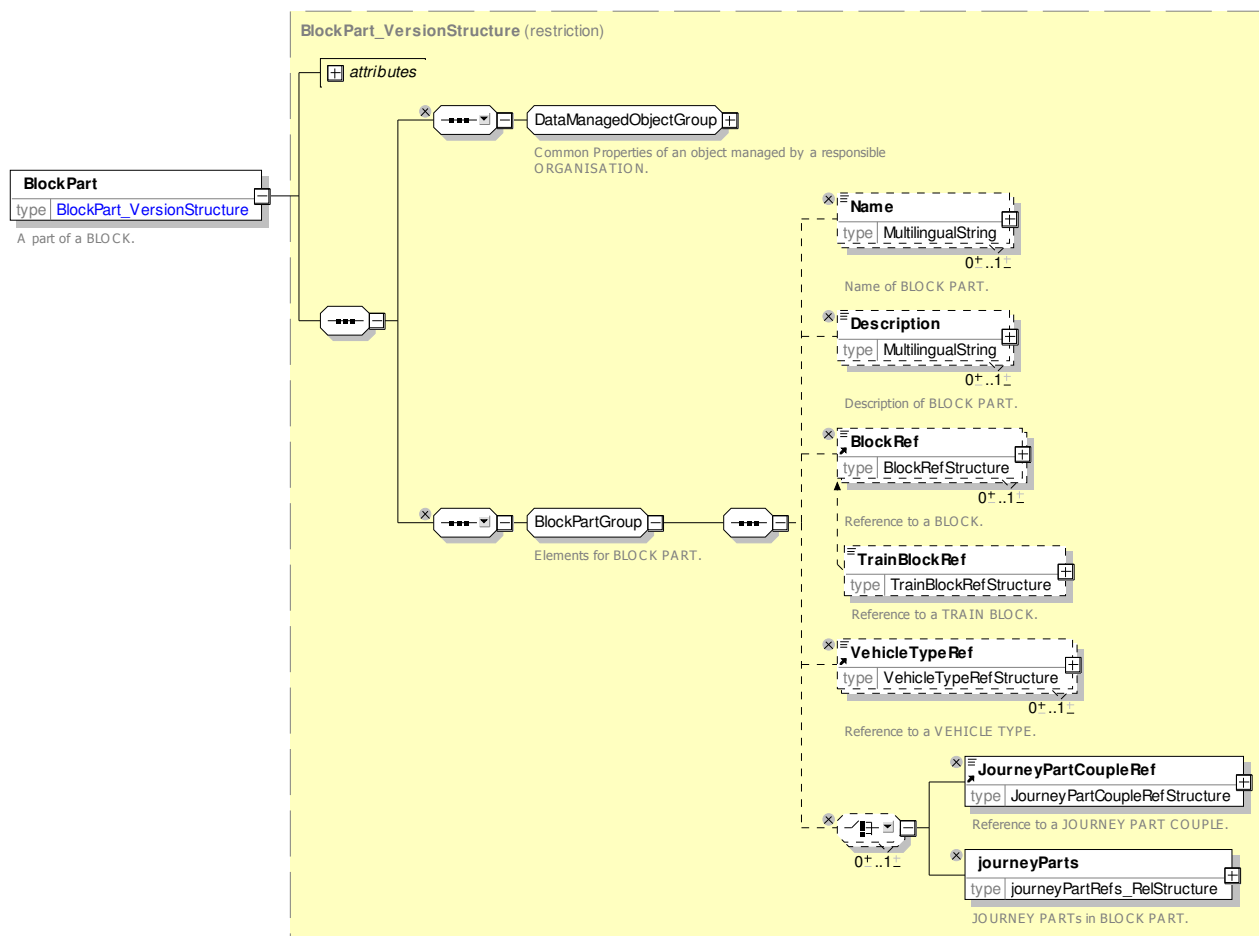 BlockPart_VersionStructure (restriction)
attributes
DataManagedObjectGroup
Common Properties of an object managed by a responsible
ORGANISATION.
BlockPart
type BlockPart_VersionStructure
A part of a BLOCK.
Name
type MultilingualString
0..1
Name of BLOCK PART.
Description
type MultilingualString
0..1
Description of BLOCK PART.
BlockRef
type BlockRefStructure
0..1
Reference to a BLOCK.
BlockPartGroup
Elements for BLOCK PART.
TrainBlockRef
type TrainBlockRefStructure
Reference to a TRAIN BLOCK.
VehicleTypeRef
type VehicleTypeRefStructure
0..1
Reference to a VEHICLE TYPE.
JourneyPartCoupleRef
type JourneyPartCoupleRefStructure
Reference to a JOURNEY PART COUPLE.
0..1
journeyParts
type journeyPartRefs_RelStructure
JOURNEY PARTs in BLOCK PART.